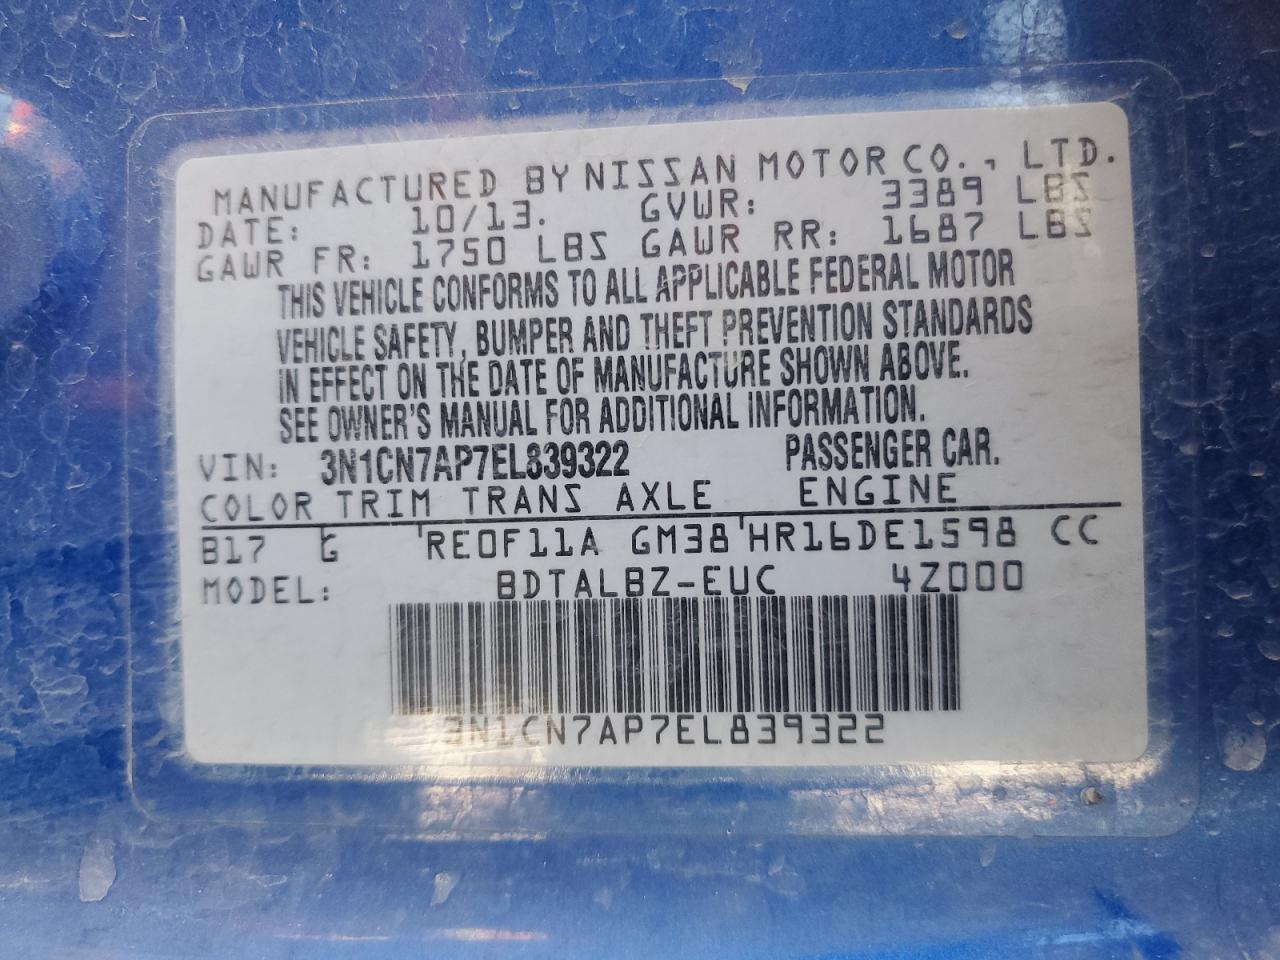 MANUFACTURED BY NISSAN MOTOR CO., LTD.
DATE: 10/13. GVWR: 3389 LBS
GAWR FR: 1750 LBS GAWR RR: 1687 LBS
THIS VEHICLE CONFORMS TO ALL APPLICABLE FEDERAL MOTOR
VEHICLE SAFETY, BUMPER AND THEFT PREVENTION STANDARDS
IN EFFECT ON THE DATE OF MANUFACTURE SHOWN ABOVE.
SEE OWNER'S MANUAL FOR ADDITIONAL INFORMATION.
VIN: 3N1CN7AP7EL839322 PASSENGER CAR.
COLOR TRIM TRANS AXLE ENGINE
B17 G RE0F11A GM38 HR16DE1598 CC
MODEL: BDTALBZ-EUC 4Z000
3N1CN7AP7EL839322